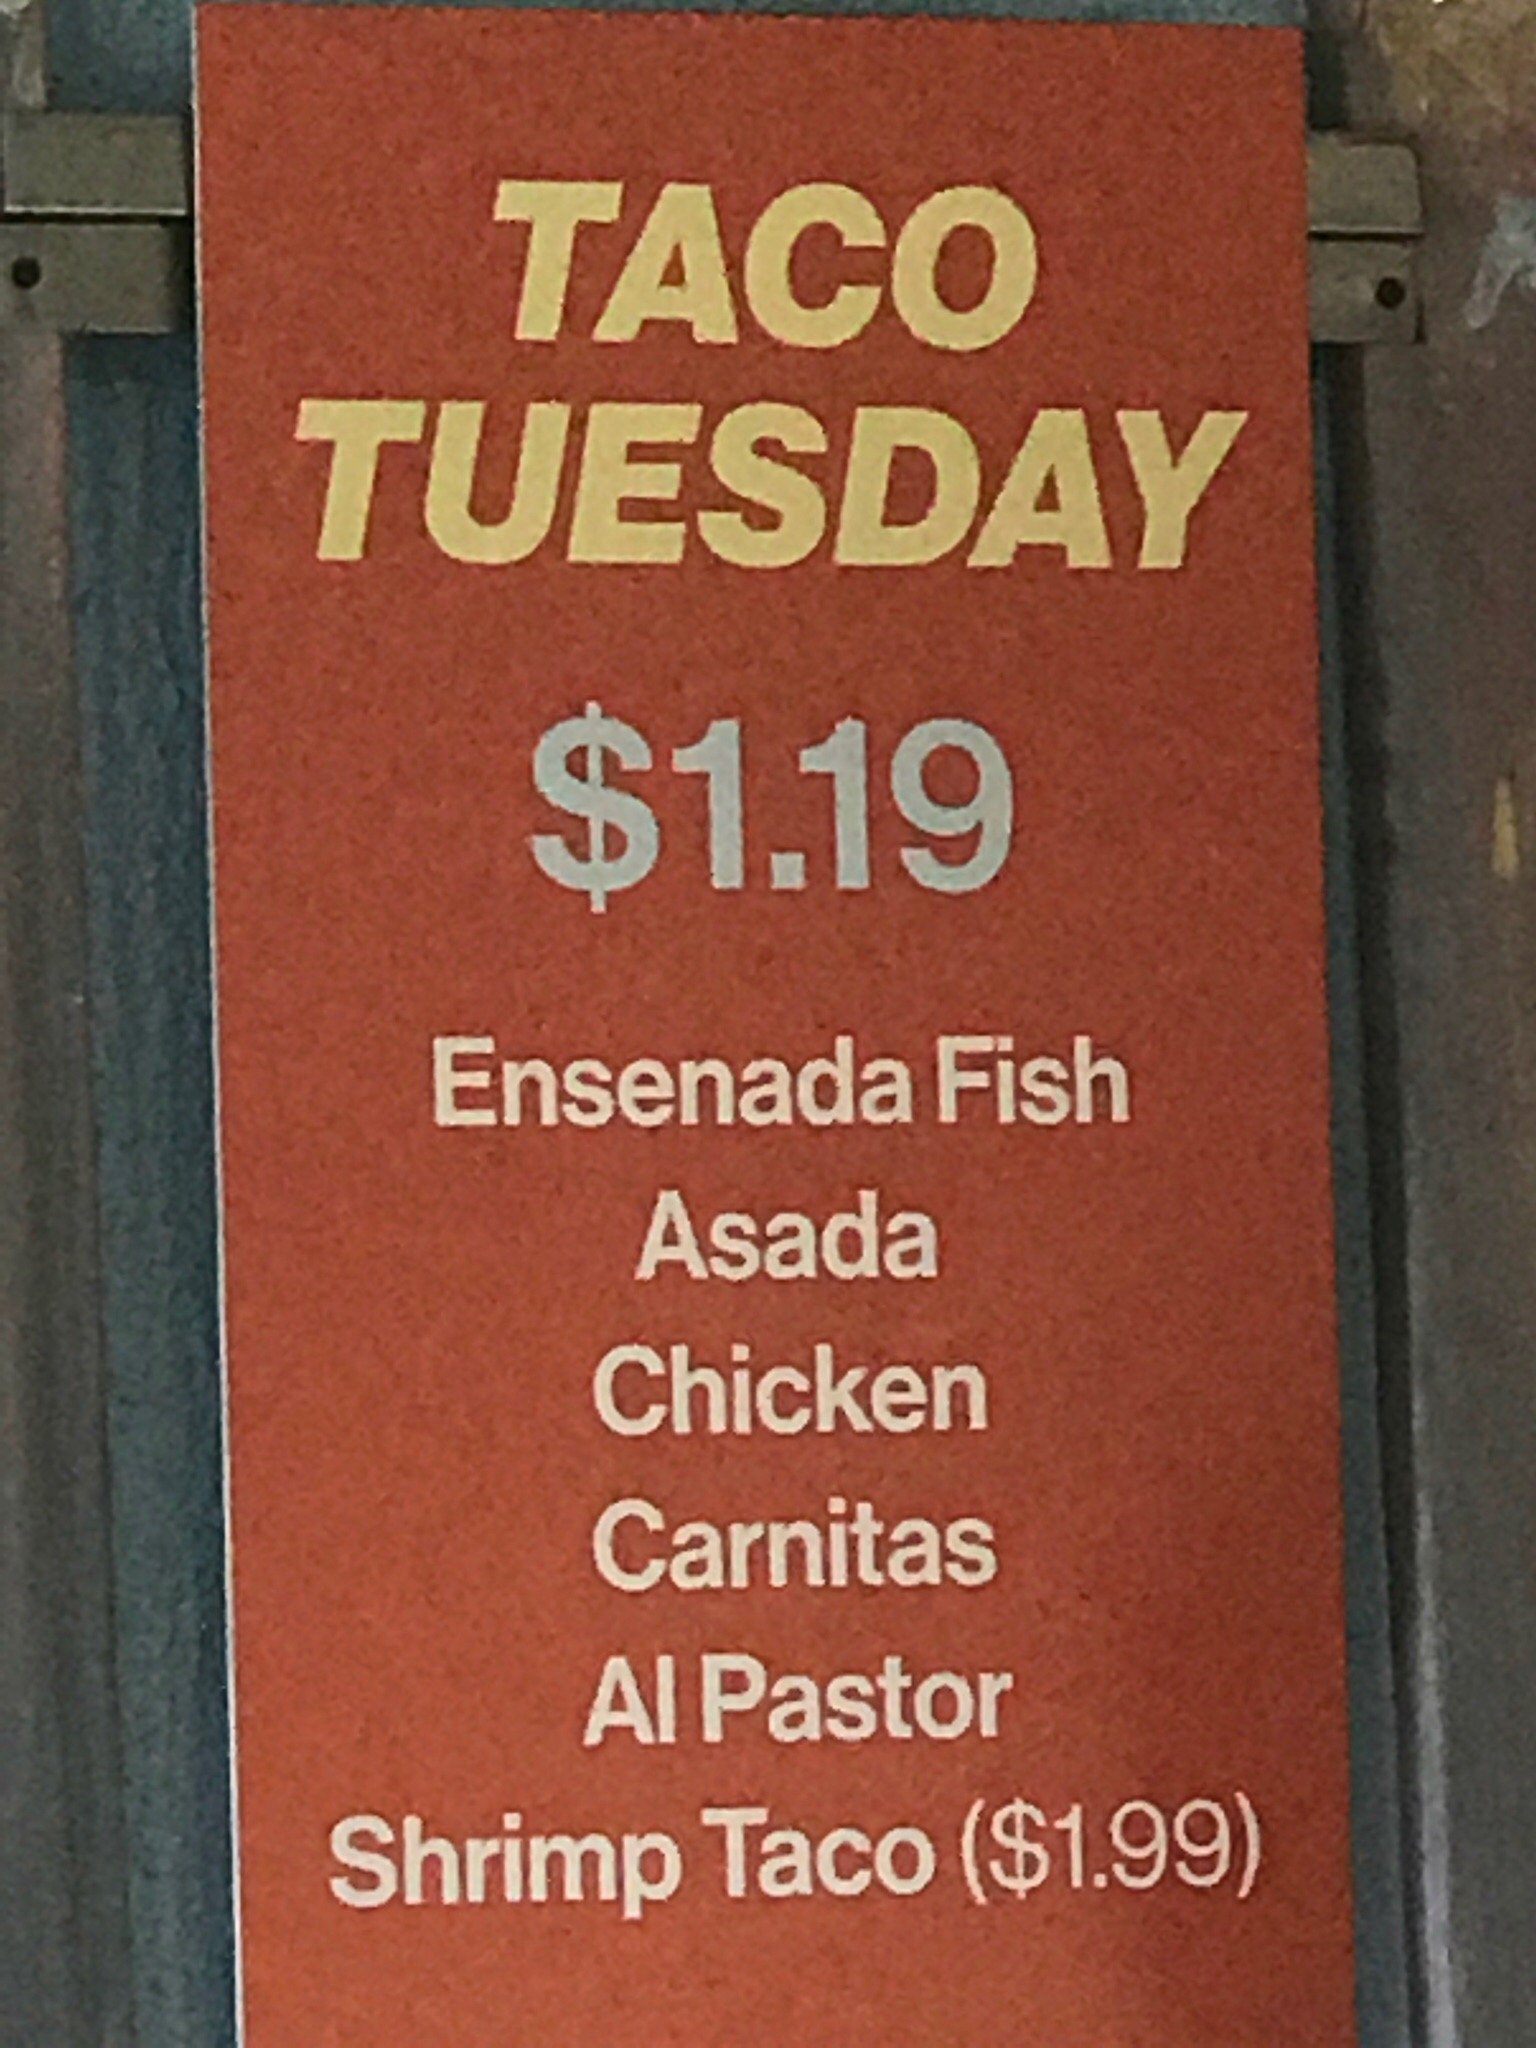 TACO
TUESDAY
$1.19
Ensenada Fish
Asada
Chicken
Carnitas
Al Pastor
Shrimp Taco ($1.99)